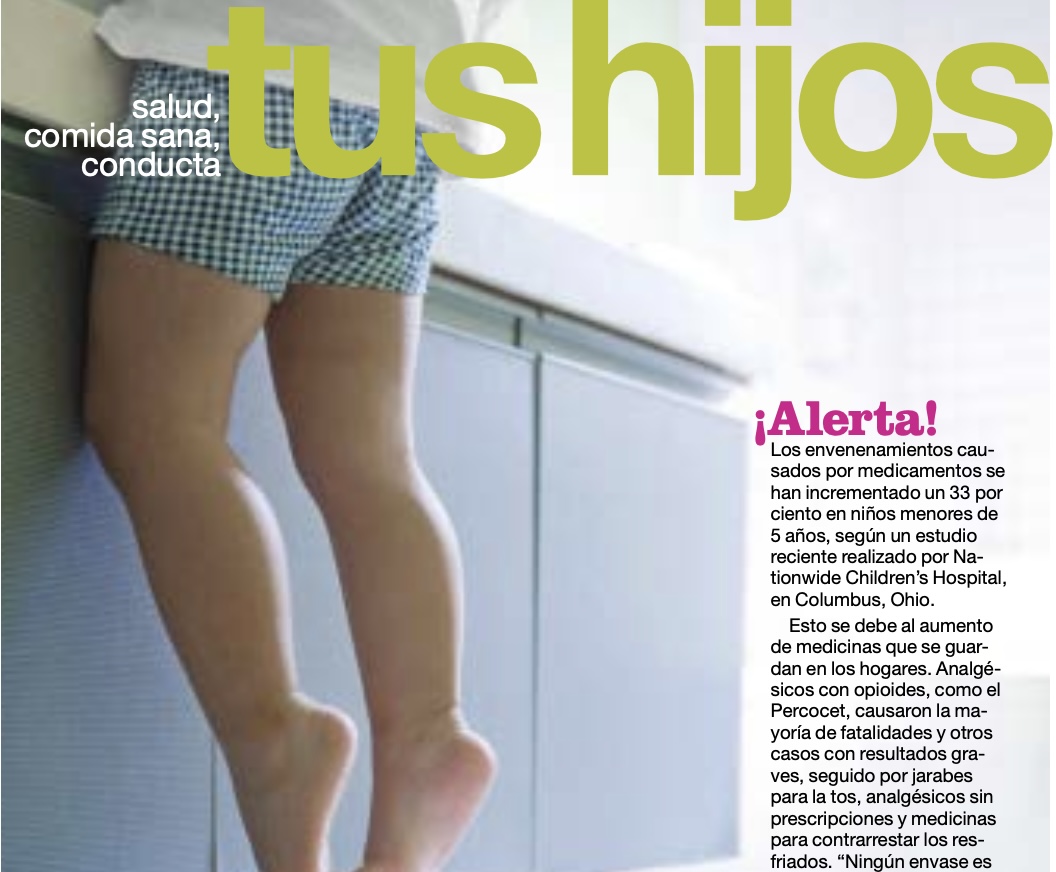 tus hijos
salud,
comida sana,
conducta
¡Alerta!
Los envenenamientos cau-
sados por medicamentos se
han incrementado un 33 por
ciento en niños menores de
5 años, según un estudio
reciente realizado por Na-
tionwide Children’s Hospital,
en Columbus, Ohio.
Esto se debe al aumento
de medicinas que se guar-
dan en los hogares. Analgé-
sicos con opioides, como el
Percocet, causaron la ma-
yoría de fatalidades y otros
casos con resultados gra-
ves, seguido por jarabes
para la tos, analgésicos sin
prescripciones y medicinas
para contrarrestar los res-
friados. “Ningún envase es